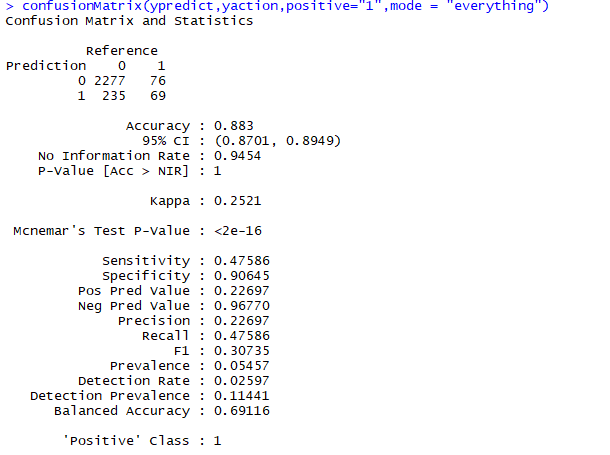 > confusionMatrix(ypredict,yaction,positive="1",mode = "everything")
Confusion Matrix and Statistics
Reference
Prediction    0    1
0 2277   76
1  235   69
Accuracy : 0.883
95% CI : (0.8701, 0.8949)
No Information Rate : 0.9454
P-Value [Acc > NIR] : 1
Kappa : 0.2521
Mcnemar's Test P-Value : <2e-16
Sensitivity : 0.47586
Specificity : 0.90645
Pos Pred Value : 0.22697
Neg Pred Value : 0.96770
Precision : 0.22697
Recall : 0.47586
F1 : 0.30735
Prevalence : 0.05457
Detection Rate : 0.02597
Detection Prevalence : 0.11441
Balanced Accuracy : 0.69116
'Positive' Class : 1